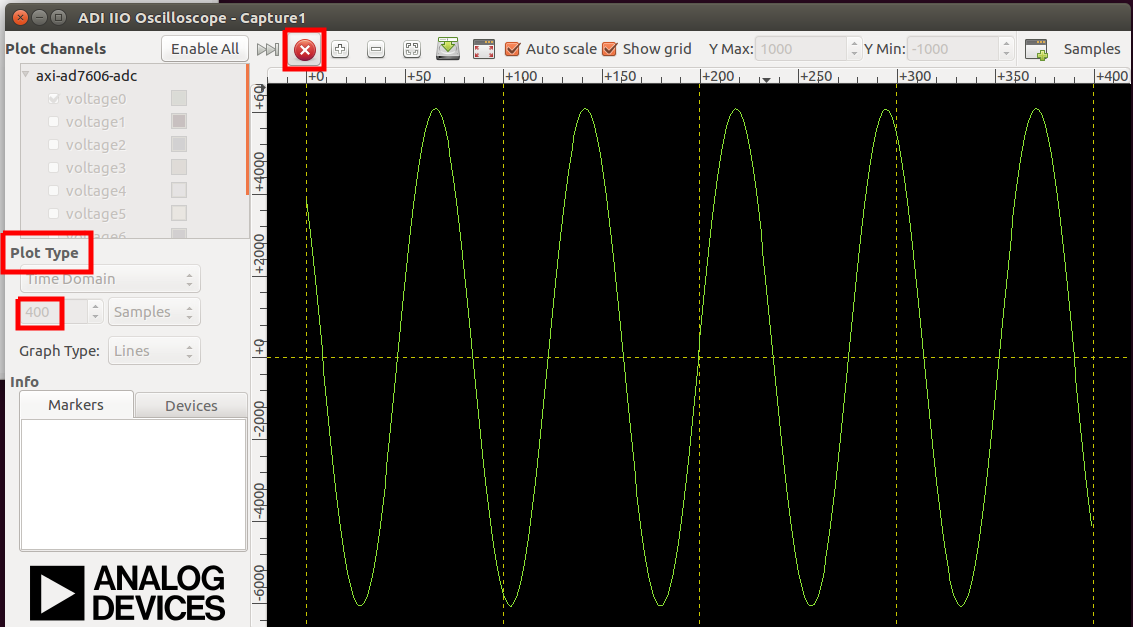 ADI IIO Oscilloscope - Capture1
Plot Channels
Enable All
Auto scale
Show grid
Y Max:
1000
Y Min:
-1000
Samples
axi-ad7606-adc
voltage0
voltage1
voltage2
voltage3
voltage4
voltage5
voltage6
Plot Type
Time Domain
400
Samples
Graph Type:
Lines
Info
Markers
Devices
ANALOG
DEVICES
+0
+50
+100
+150
+200
+250
+300
+350
+400
+4000
+2000
+0
-2000
-4000
-6000